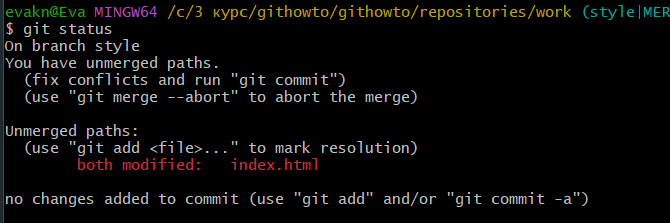 evakn@Eva MINGW64 /c/3 курс/githowto/githowto/repositories/work (style|MER
$ git status
On branch style
You have unmerged paths.
  (fix conflicts and run "git commit")
  (use "git merge --abort" to abort the merge)

Unmerged paths:
  (use "git add <file>..." to mark resolution)
        both modified:   index.html

no changes added to commit (use "git add" and/or "git commit -a")